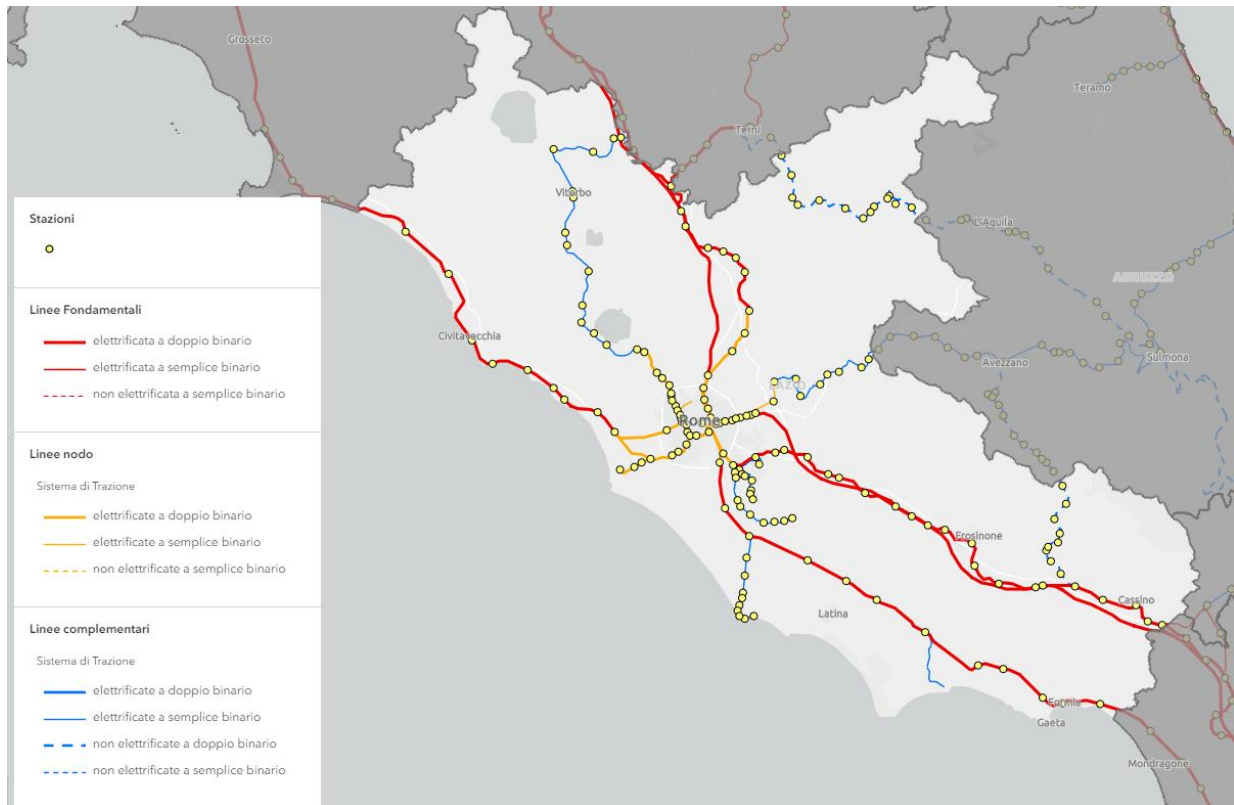 Grosseto
Teramo
Terni
Viterbo
L'Aquila
ABRUZZO
Civitavecchia
Avezzano
Sulmona
LAZIO
Rome
Frosinone
Latina
Cassino
Formia
Gaeta
Mondragone
Stazioni
Linee Fondamentali
elettrificata a doppio binario
elettrificata a semplice binario
non elettrificata a semplice binario
Linee nodo
Sistema di Trazione
elettrificate a doppio binario
elettrificate a semplice binario
non elettrificate a semplice binario
Linee complementari
Sistema di Trazione
elettrificate a doppio binario
elettrificate a semplice binario
non elettrificate a doppio binario
non elettrificate a semplice binario